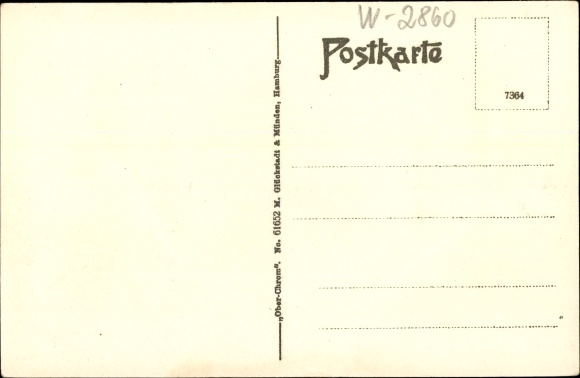 W-2860
Postkarte
7364
„Ober-Chrom“. No. 61652 M. Glückstadt & Münden, Hamburg